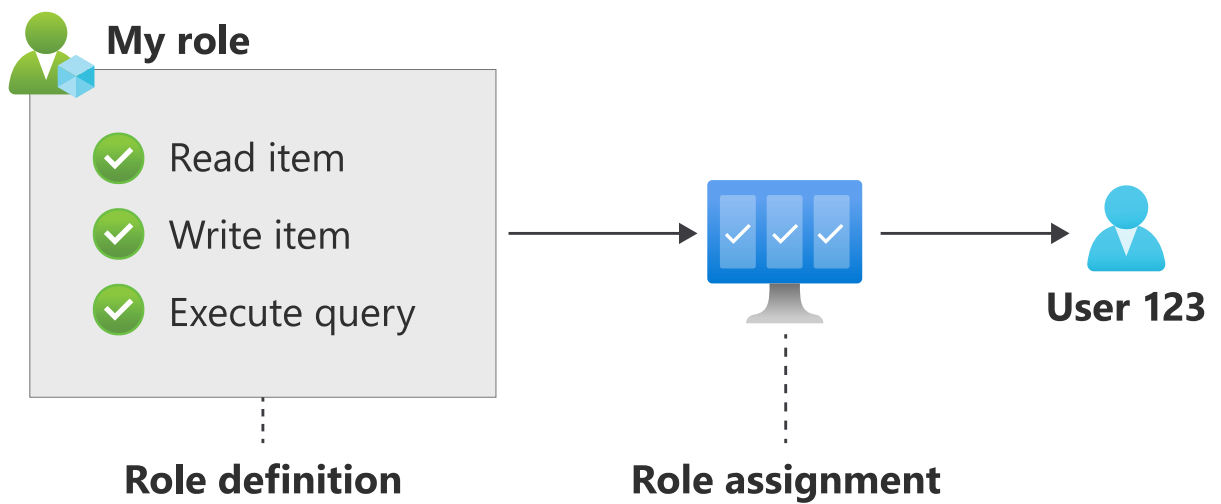 My role
Read item
Write item
Execute query
User 123
Role definition
Role assignment